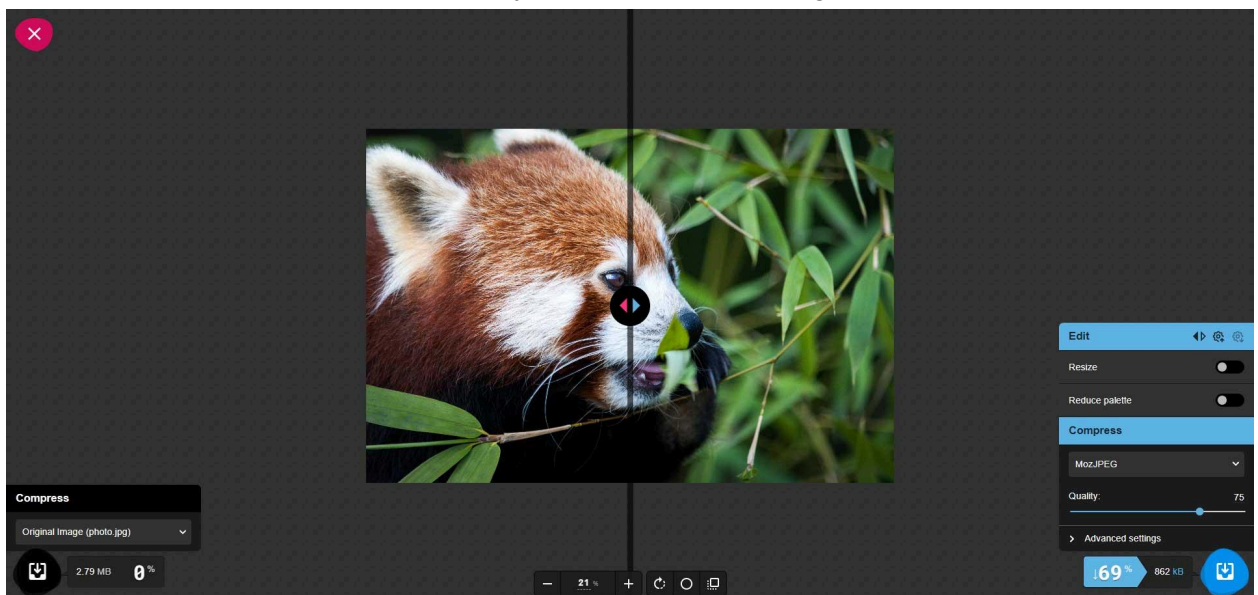 Edit
Resize
Reduce palette
Compress
MozJPEG
Quality: 75
Advanced settings
Compress
Original Image (photo.jpg)
2.79 MB 0 %
21 %
↓69 % 862 kB